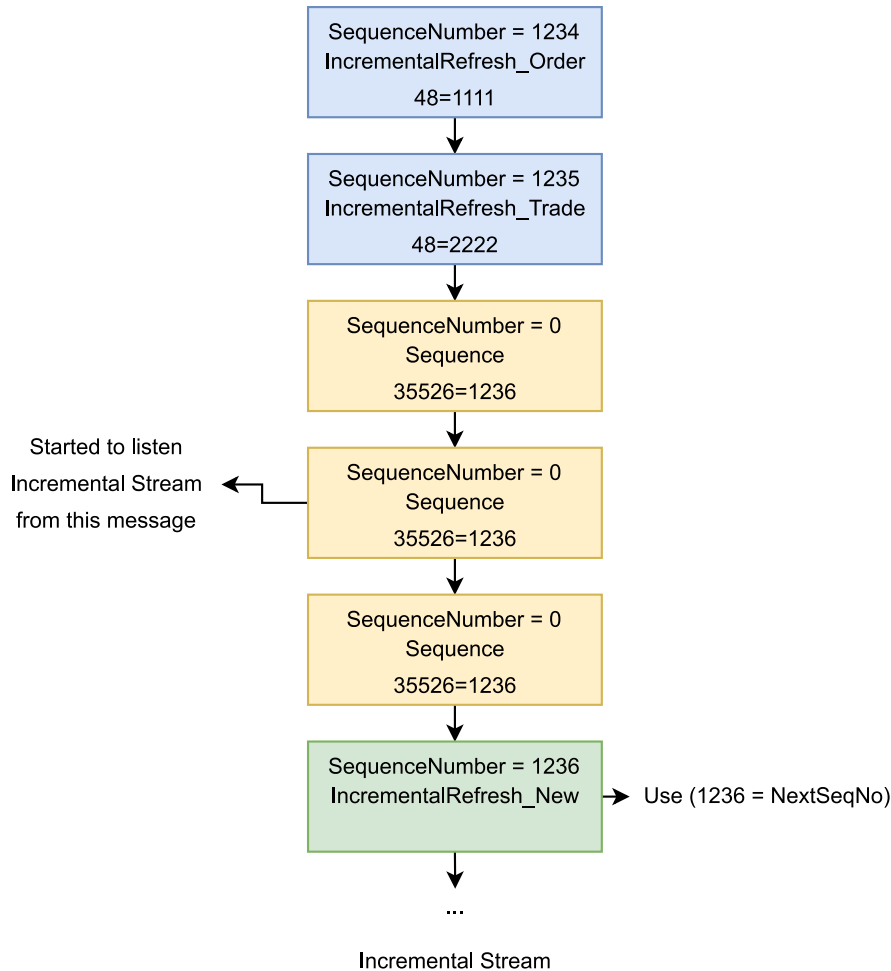 SequenceNumber = 1234
IncrementalRefresh_Order
48=1111
SequenceNumber = 1235
IncrementalRefresh_Trade
48=2222
SequenceNumber = 0
Sequence
35526=1236
Started to listen
Incremental Stream
from this message
SequenceNumber = 0
Sequence
35526=1236
SequenceNumber = 0
Sequence
35526=1236
SequenceNumber = 1236
IncrementalRefresh_New
Use (1236 = NextSeqNo)
...
Incremental Stream